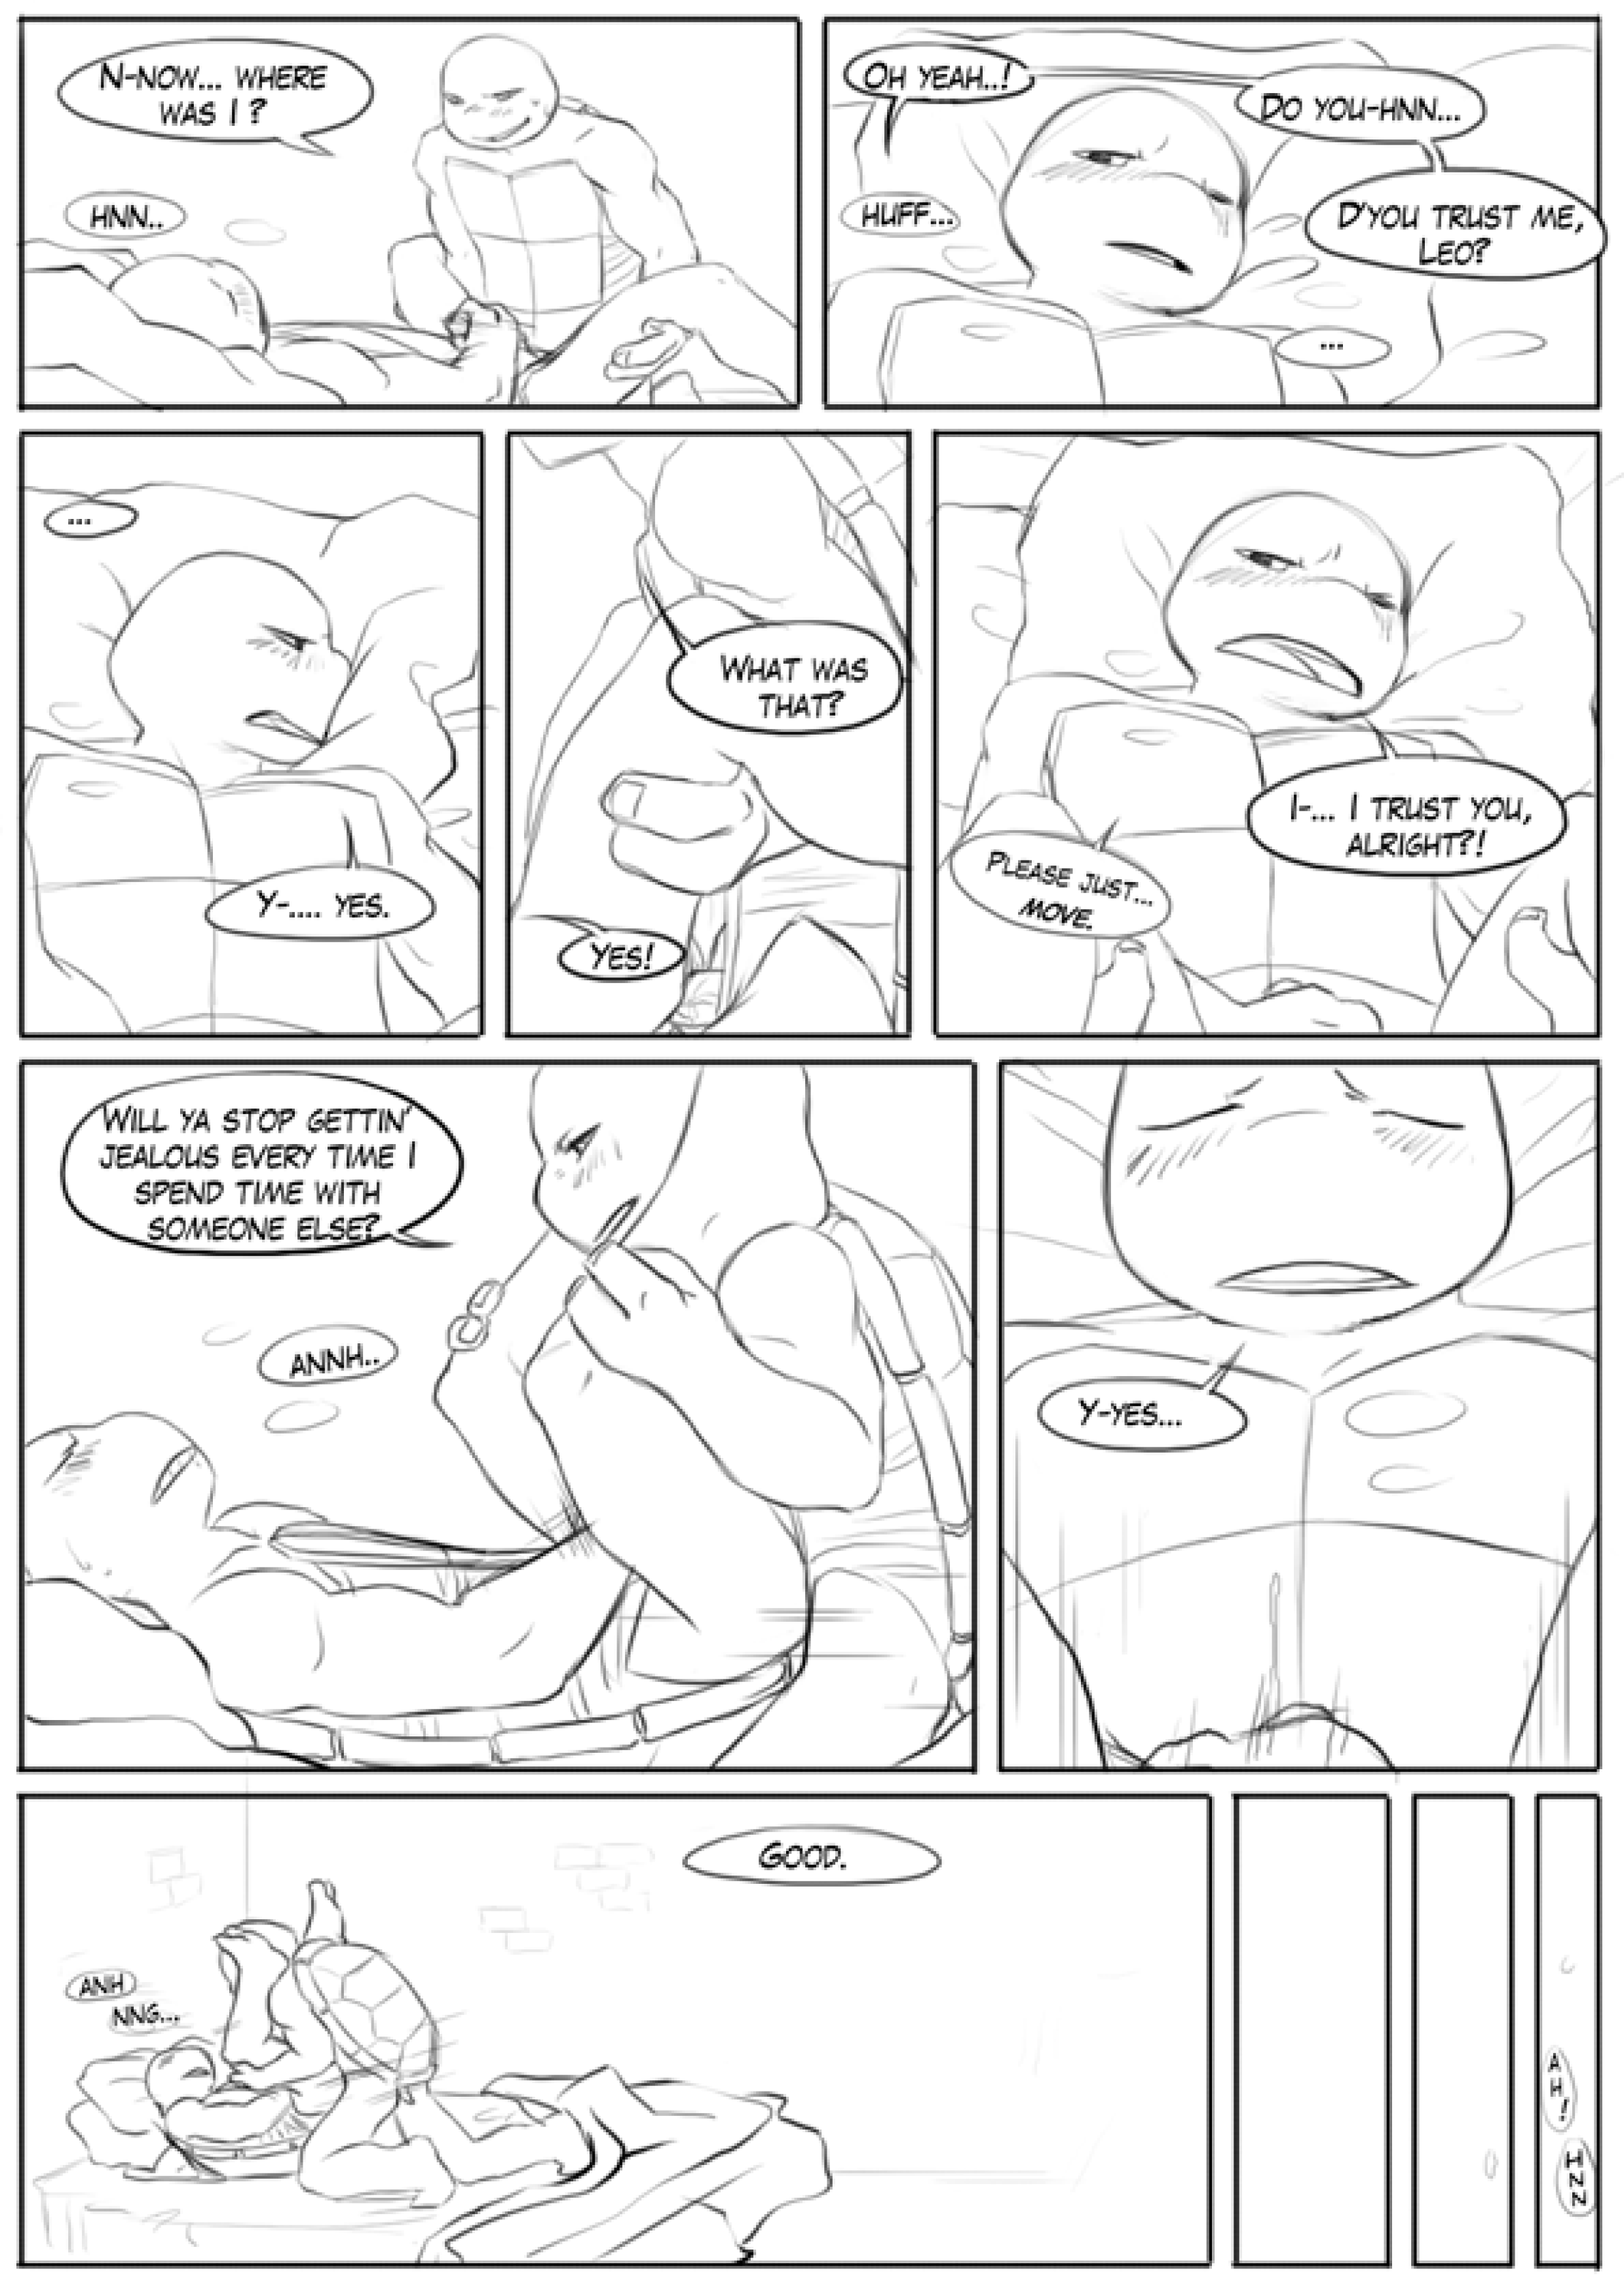 N-NOW... WHERE
WAS I ?
HNN..
OH YEAH..!
DO YOU-HNN...
HUFF...
D'YOU TRUST ME,
LEO?
...
...
Y-.... YES.
WHAT WAS
THAT?
YES!
I-... I TRUST YOU,
ALRIGHT?!
PLEASE JUST...
MOVE.
WILL YA STOP GETTIN'
JEALOUS EVERY TIME I
SPEND TIME WITH
SOMEONE ELSE?
ANNH..
Y-YES...
GOOD.
ANH
NNG...
AH!
HNN